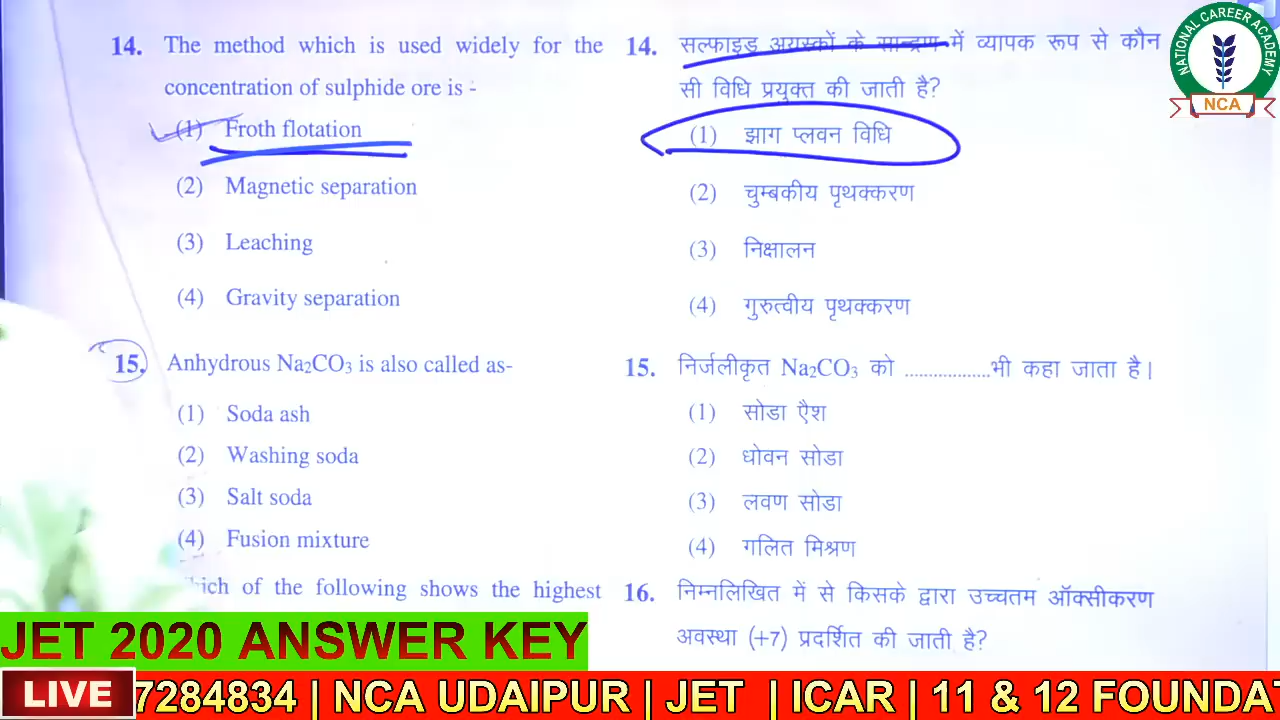 14. The method which is used widely for the
concentration of sulphide ore is -
(1) Froth flotation
(2) Magnetic separation
(3) Leaching
(4) Gravity separation
15. Anhydrous Na₂CO₃ is also called as-
(1) Soda ash
(2) Washing soda
(3) Salt soda
(4) Fusion mixture
of the following shows the highest
14. सल्फाइड अयस्कों के सान्द्रण में व्यापक रूप से कौन
सी विधि प्रयुक्त की जाती है?
(1) झाग प्लवन विधि
(2) चुम्बकीय पृथक्करण
(3) निक्षालन
(4) गुरुत्वीय पृथक्करण
15. निर्जलीकृत Na₂CO₃ को ..................भी कहा जाता है।
(1) सोडा ऐश
(2) धोवन सोडा
(3) लवण सोडा
(4) गलित मिश्रण
16. निम्नलिखित में से किसके द्वारा उच्चतम ऑक्सीकरण
अवस्था (+7) प्रदर्शित की जाती है?
NATIONAL CAREER ACADEMY
NCA
JET 2020 ANSWER KEY
LIVE
7284834 | NCA UDAIPUR | JET | ICAR | 11 & 12 FOUNDAT